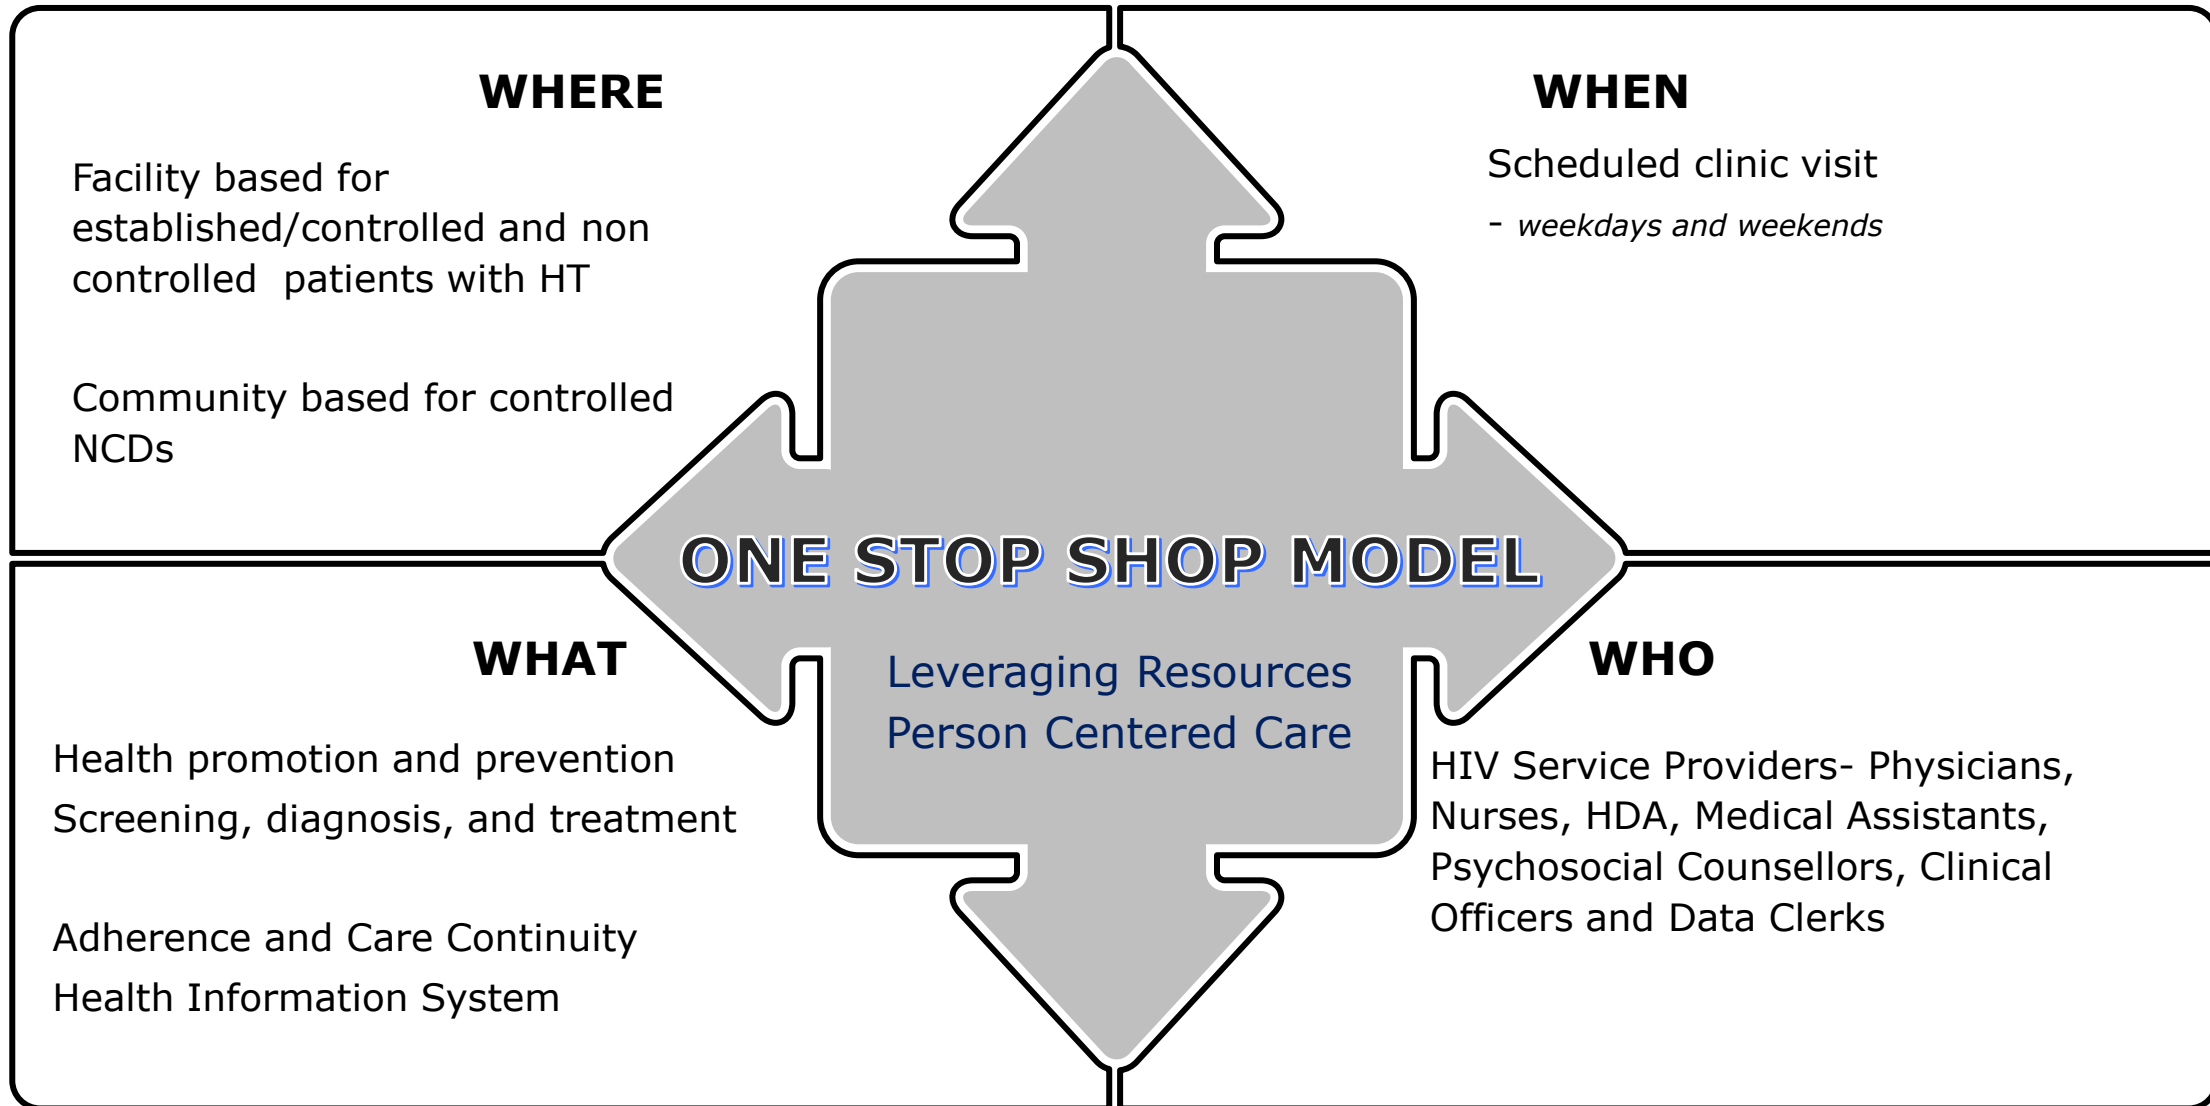 WHERE
Facility based for
established/controlled and non
controlled  patients with HT
Community based for controlled
NCDs
WHEN
Scheduled clinic visit
- weekdays and weekends
ONE STOP SHOP MODEL
Leveraging Resources
Person Centered Care
WHAT
Health promotion and prevention
Screening, diagnosis, and treatment
Adherence and Care Continuity
Health Information System
WHO
HIV Service Providers- Physicians,
Nurses, HDA, Medical Assistants,
Psychosocial Counsellors, Clinical
Officers and Data Clerks